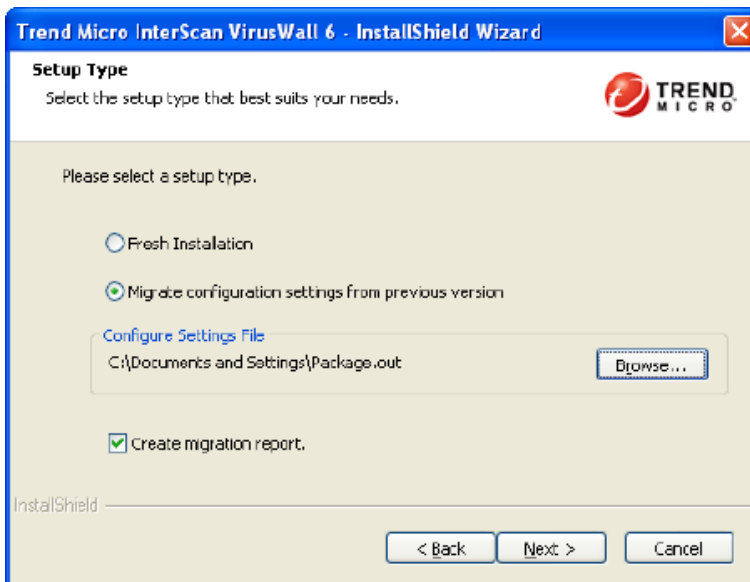 Trend Micro InterScan VirusWall 6 - InstallShield Wizard
Setup Type
Select the setup type that best suits your needs.
TREND
MICRO
Please select a setup type.
Fresh Installation
Migrate configuration settings from previous version
Configure Settings File
C:\Documents and Settings\Package.out
Browse...
Create migration report.
InstallShield
< Back
Next >
Cancel